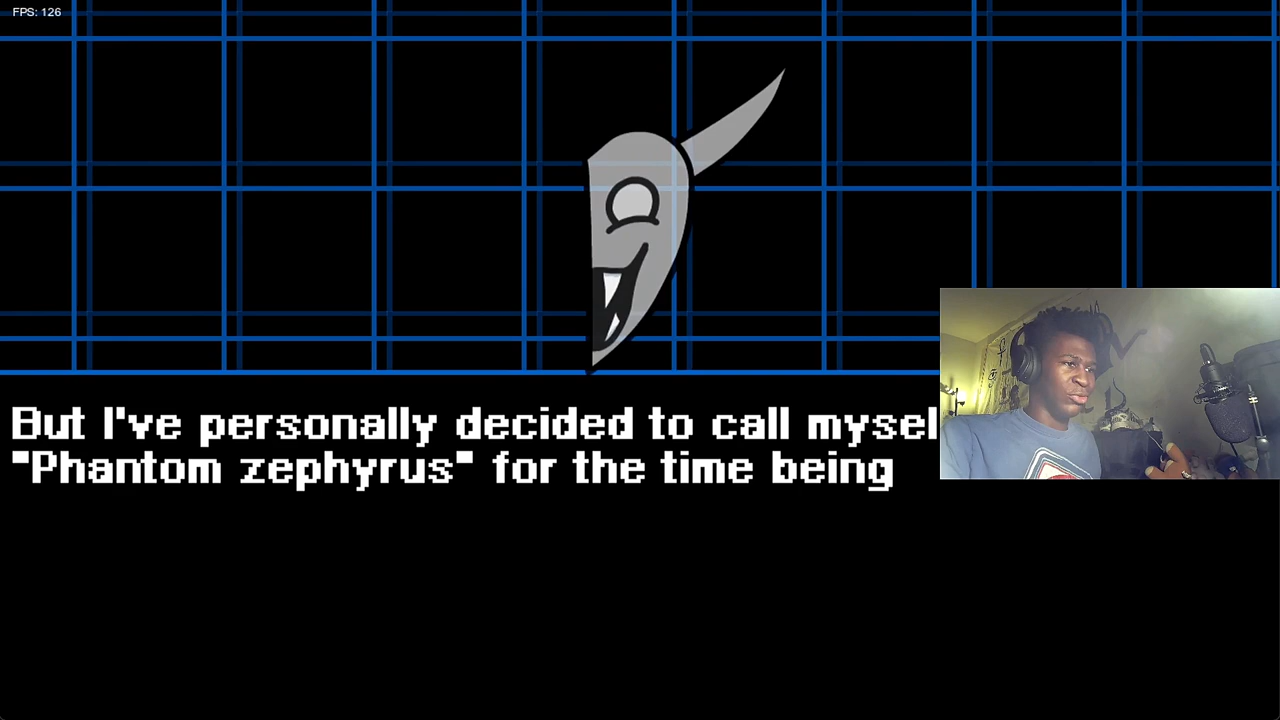 FPS: 126
But I've personally decided to call mysel
"Phantom zephyrus" for the time being